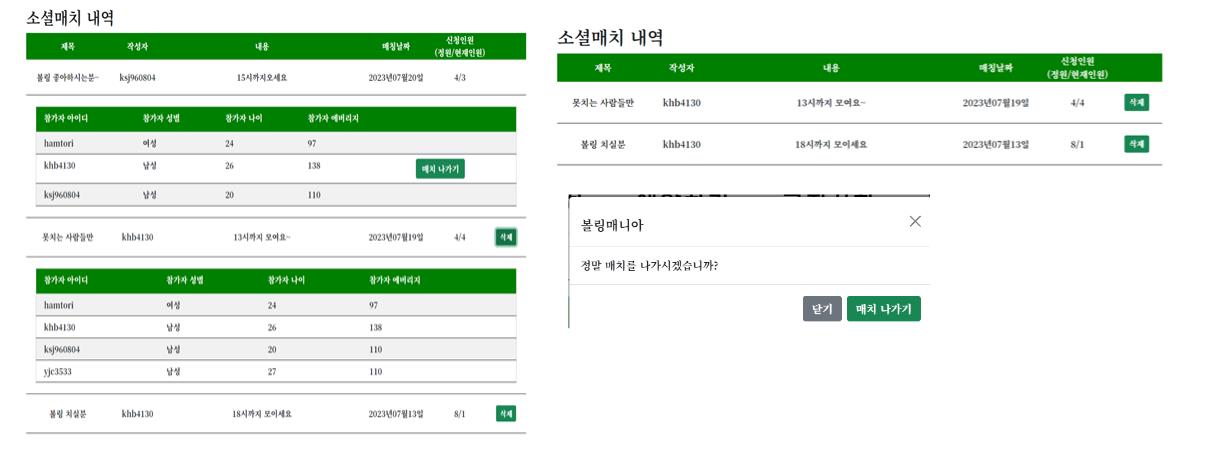 소셜매치 내역
제목 작성자 내용 매칭날짜 신청인원
(정원/현재인원)
볼링 좋아하시는분~ ksj960804 15시까지오세요 2023년07월20일 4/3
참가자 아이디 참가자 성별 참가자 나이 참가자 에버리지
hamtori 여성 24 97
khb4130 남성 26 138 매치 나가기
ksj960804 남성 20 110
못치는 사람들만 khb4130 13시까지 모여요~ 2023년07월19일 4/4 삭제
참가자 아이디 참가자 성별 참가자 나이 참가자 에버리지
hamtori 여성 24 97
khb4130 남성 26 138
ksj960804 남성 20 110
yjc3533 남성 27 110
볼링 치실분 khb4130 18시까지 모이세요 2023년07월13일 8/1 삭제
소셜매치 내역
제목 작성자 내용 매칭날짜 신청인원
(정원/현재인원)
못치는 사람들만 khb4130 13시까지 모여요~ 2023년07월19일 4/4 삭제
볼링 치실분 khb4130 18시까지 모이세요 2023년07월13일 8/1 삭제
볼링매니아
정말 매치를 나가시겠습니까?
닫기 매치 나가기